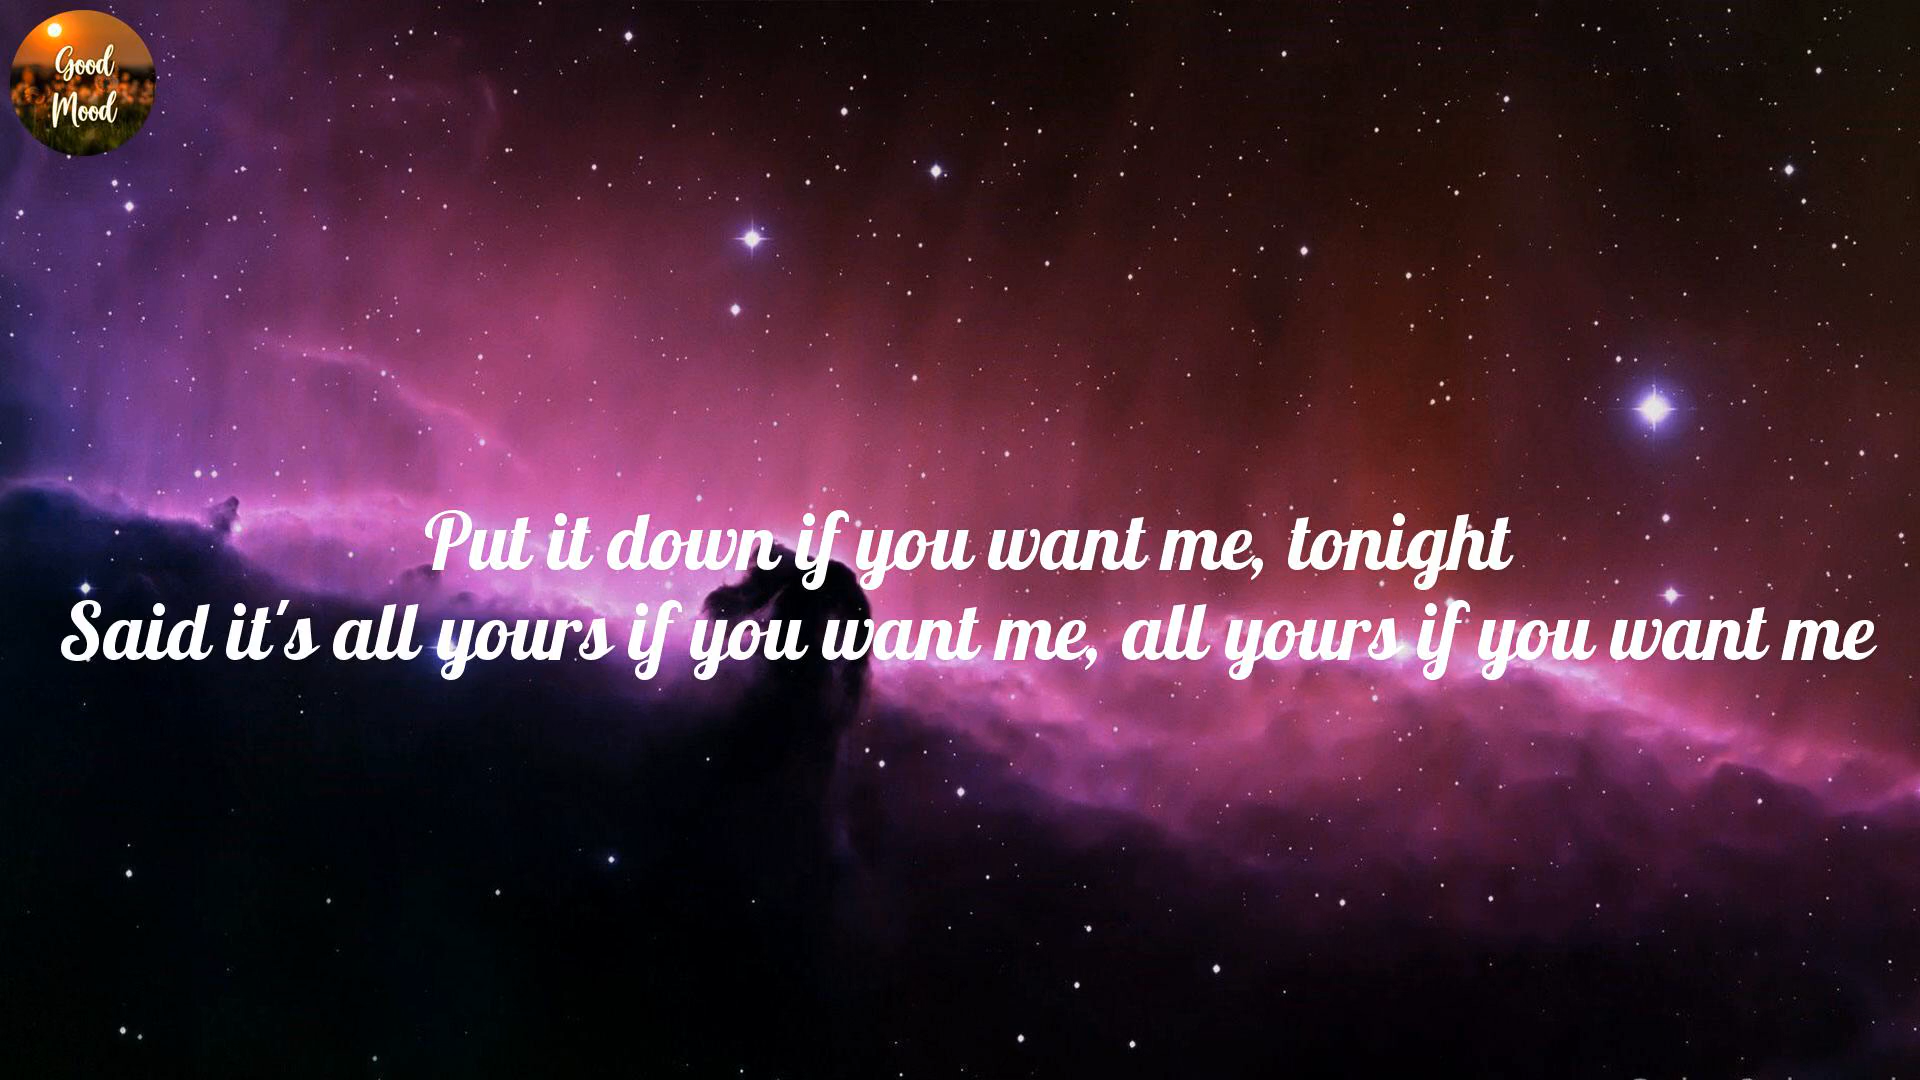 Good
Mood
Put it down if you want me, tonight
Said it's all yours if you want me, all yours if you want me